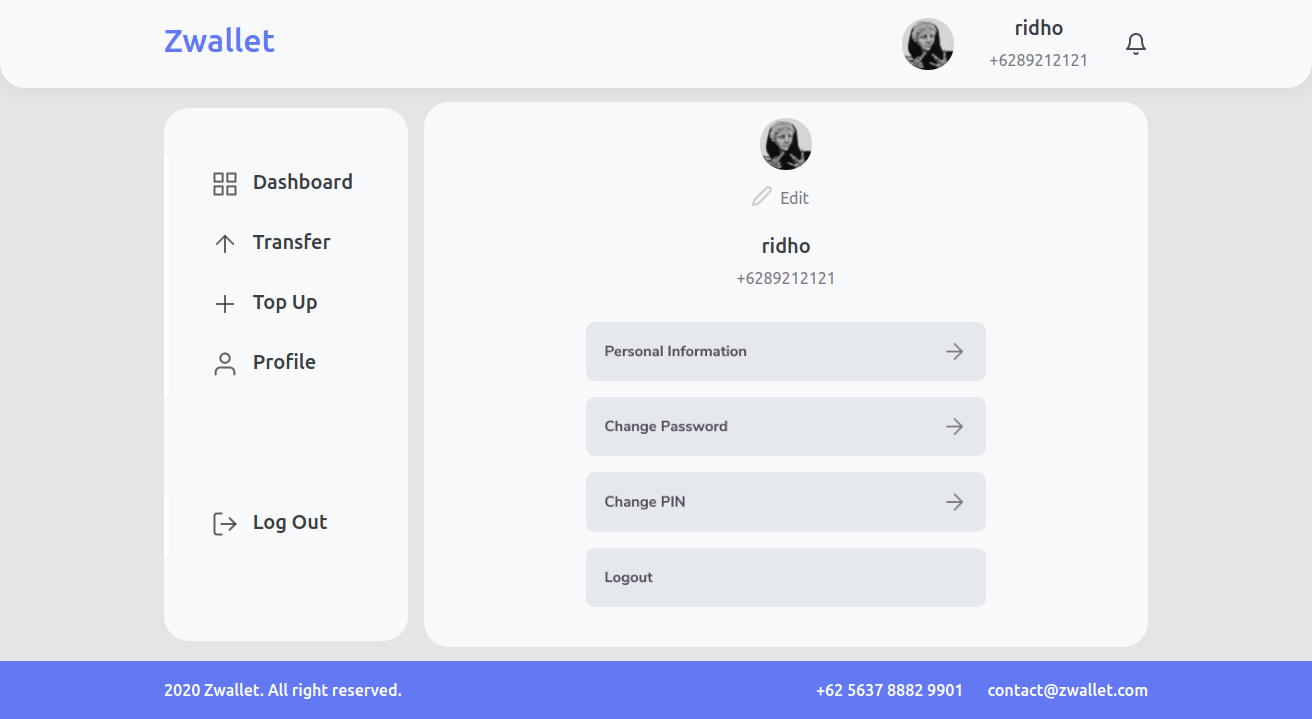 Zwallet
ridho
+6289212121
Dashboard
Transfer
Top Up
Profile
Log Out
Edit
ridho
+6289212121
Personal Information
Change Password
Change PIN
Logout
2020 Zwallet. All right reserved.
+62 5637 8882 9901 contact@zwallet.com